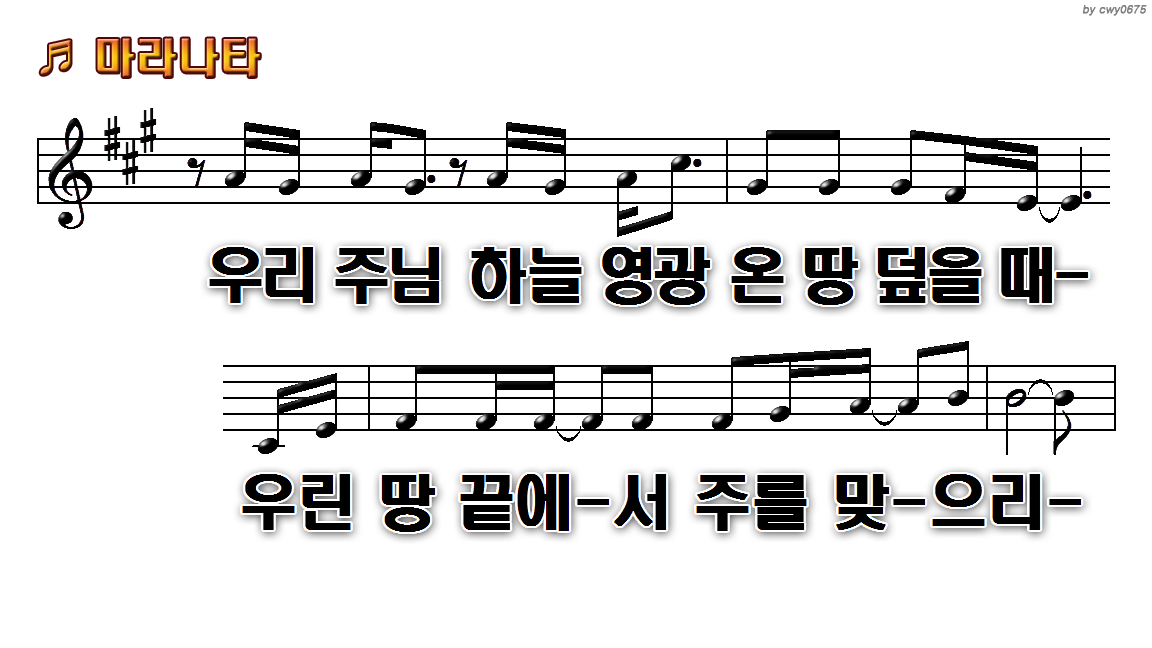 by cwy0675
♬ 마라나타
우리 주님 하늘 영광 온 땅 덮을 때-
우린 땅 끝에-서 주를 맞-으리-